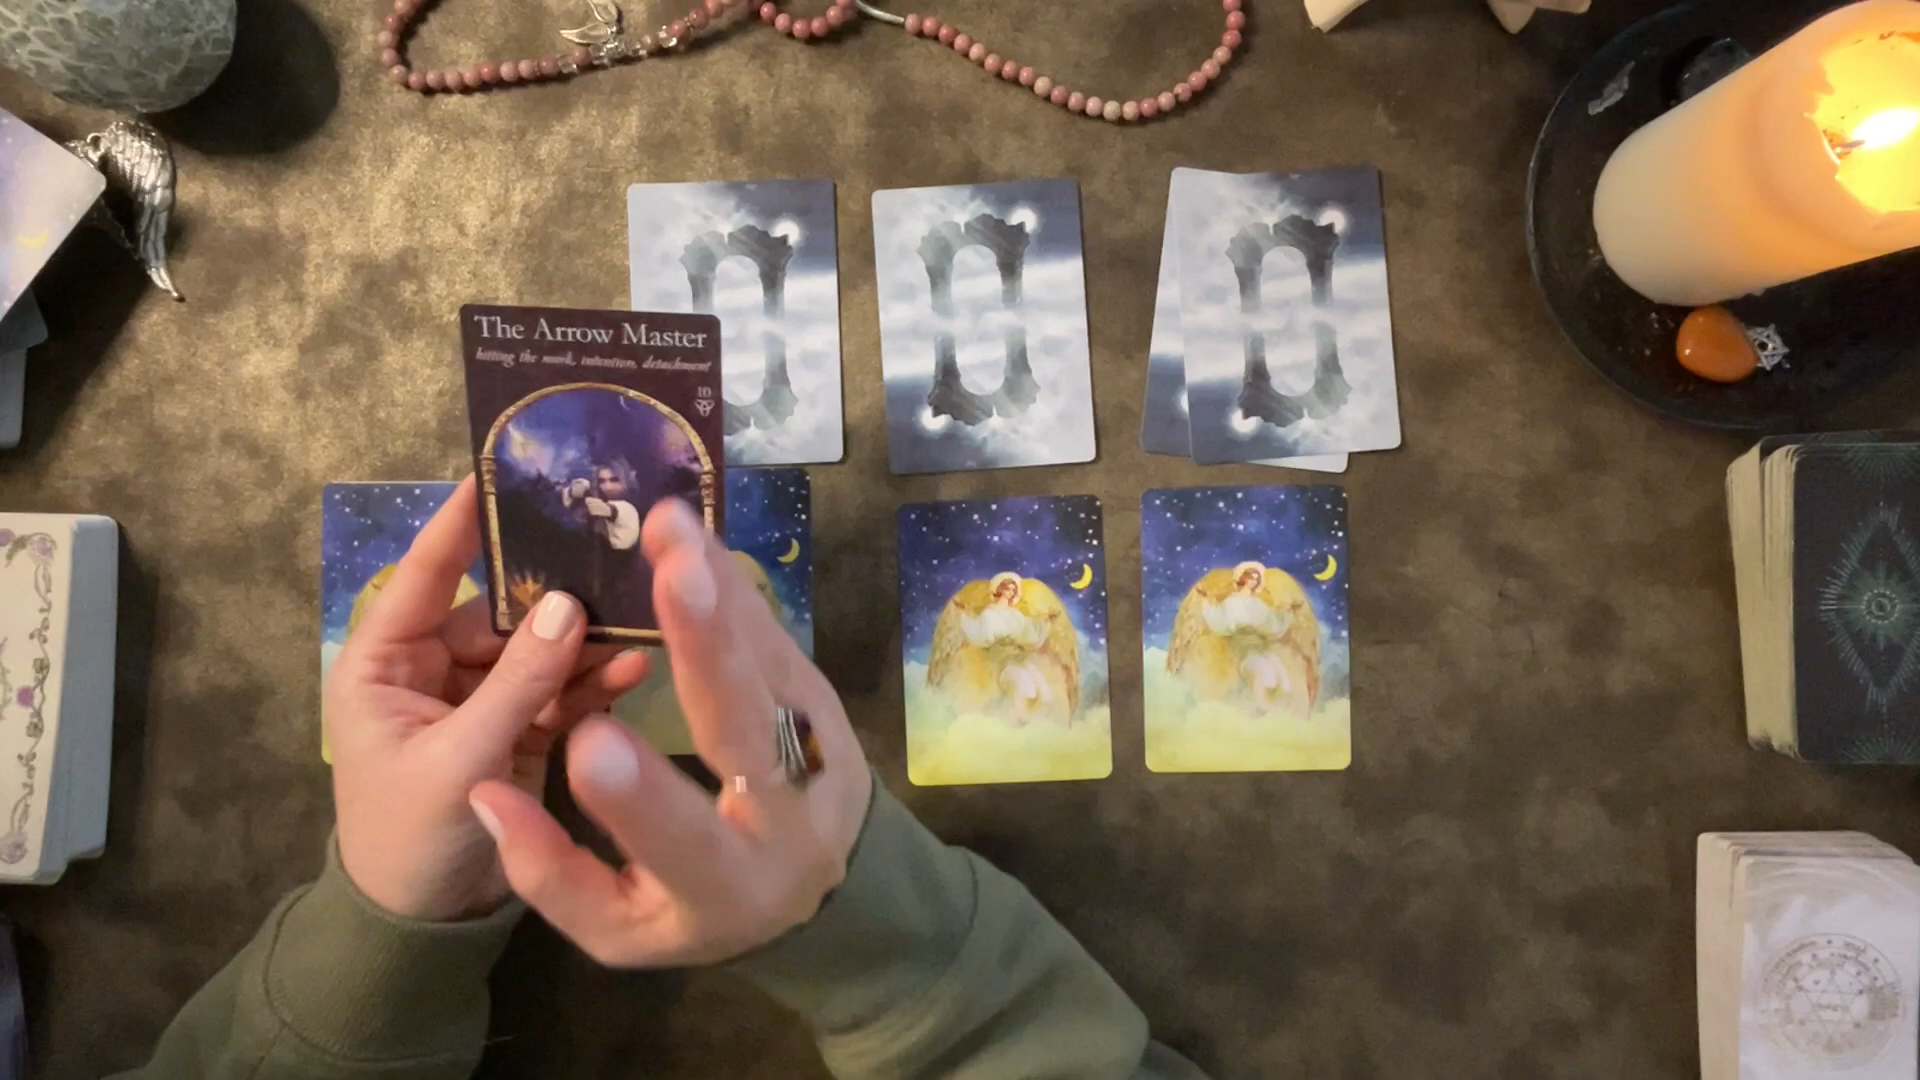 The Arrow Master
hitting the mark, intention, detachment
10